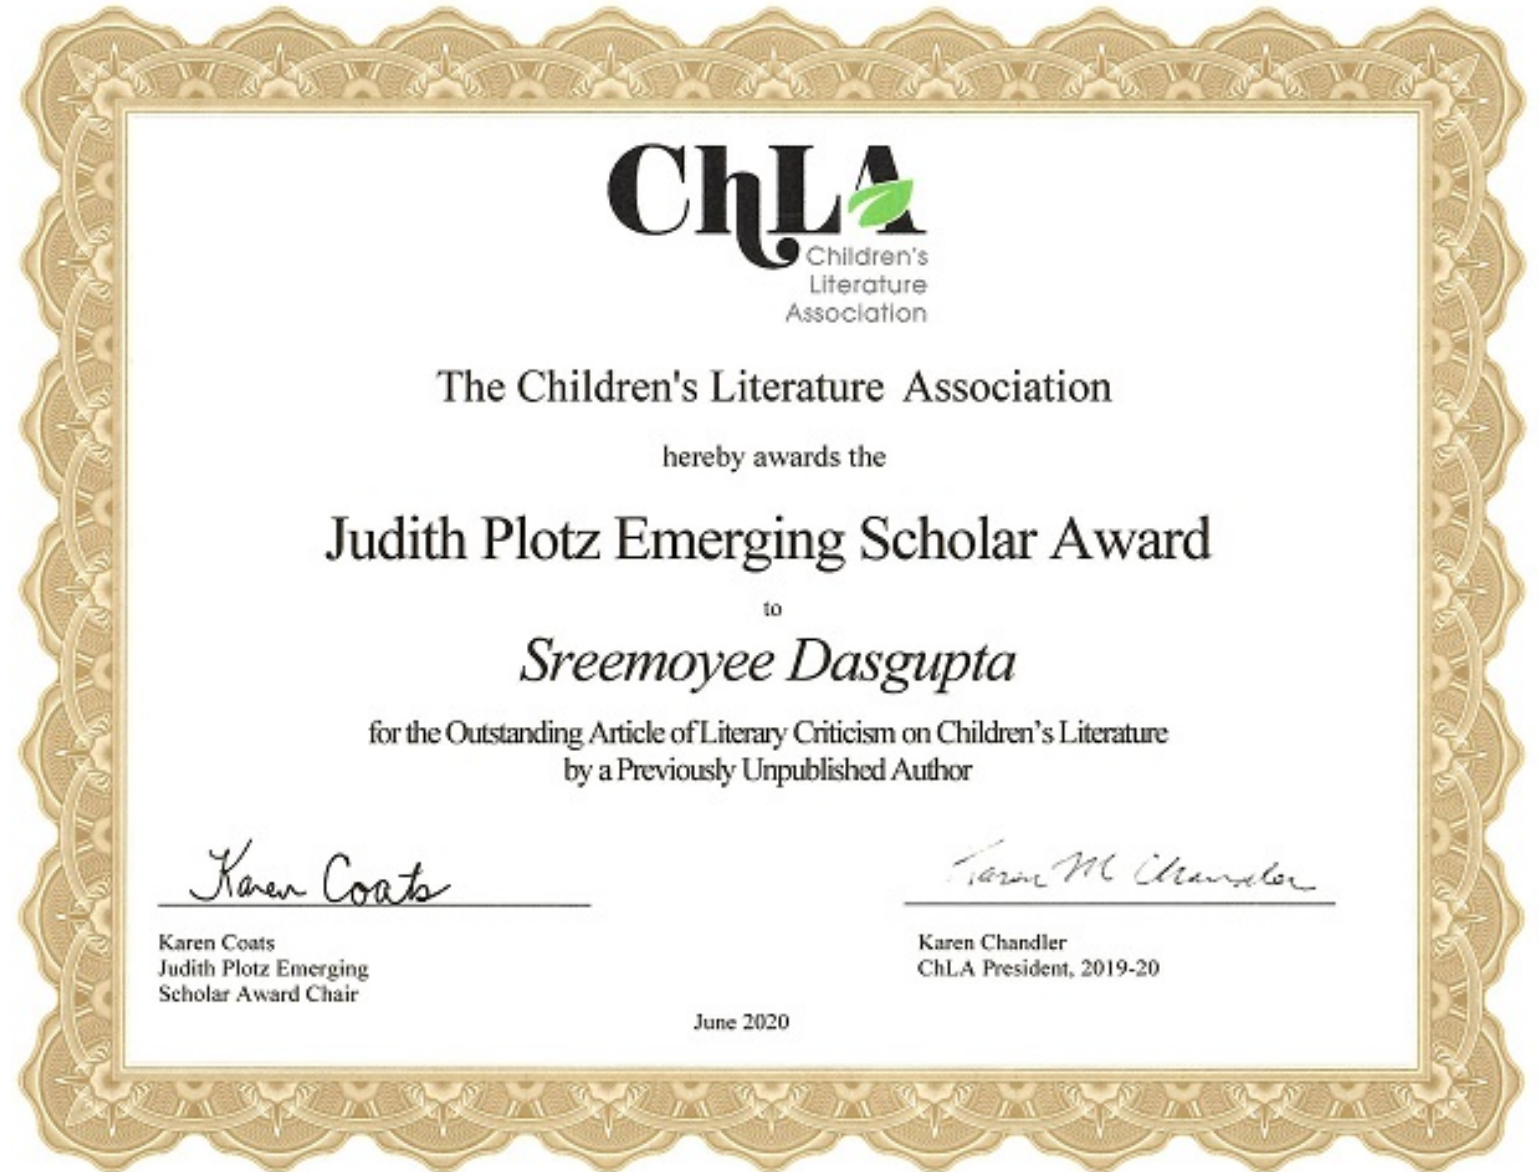 ChLA
Children's
Literature
Association
The Children's Literature Association
hereby awards the
Judith Plotz Emerging Scholar Award
to
Sreemoyee Dasgupta
for the Outstanding Article of Literary Criticism on Children's Literature
by a Previously Unpublished Author
Karen Coats
Karen M Chandler
Karen Coats
Judith Plotz Emerging
Scholar Award Chair
Karen Chandler
ChLA President, 2019-20
June 2020